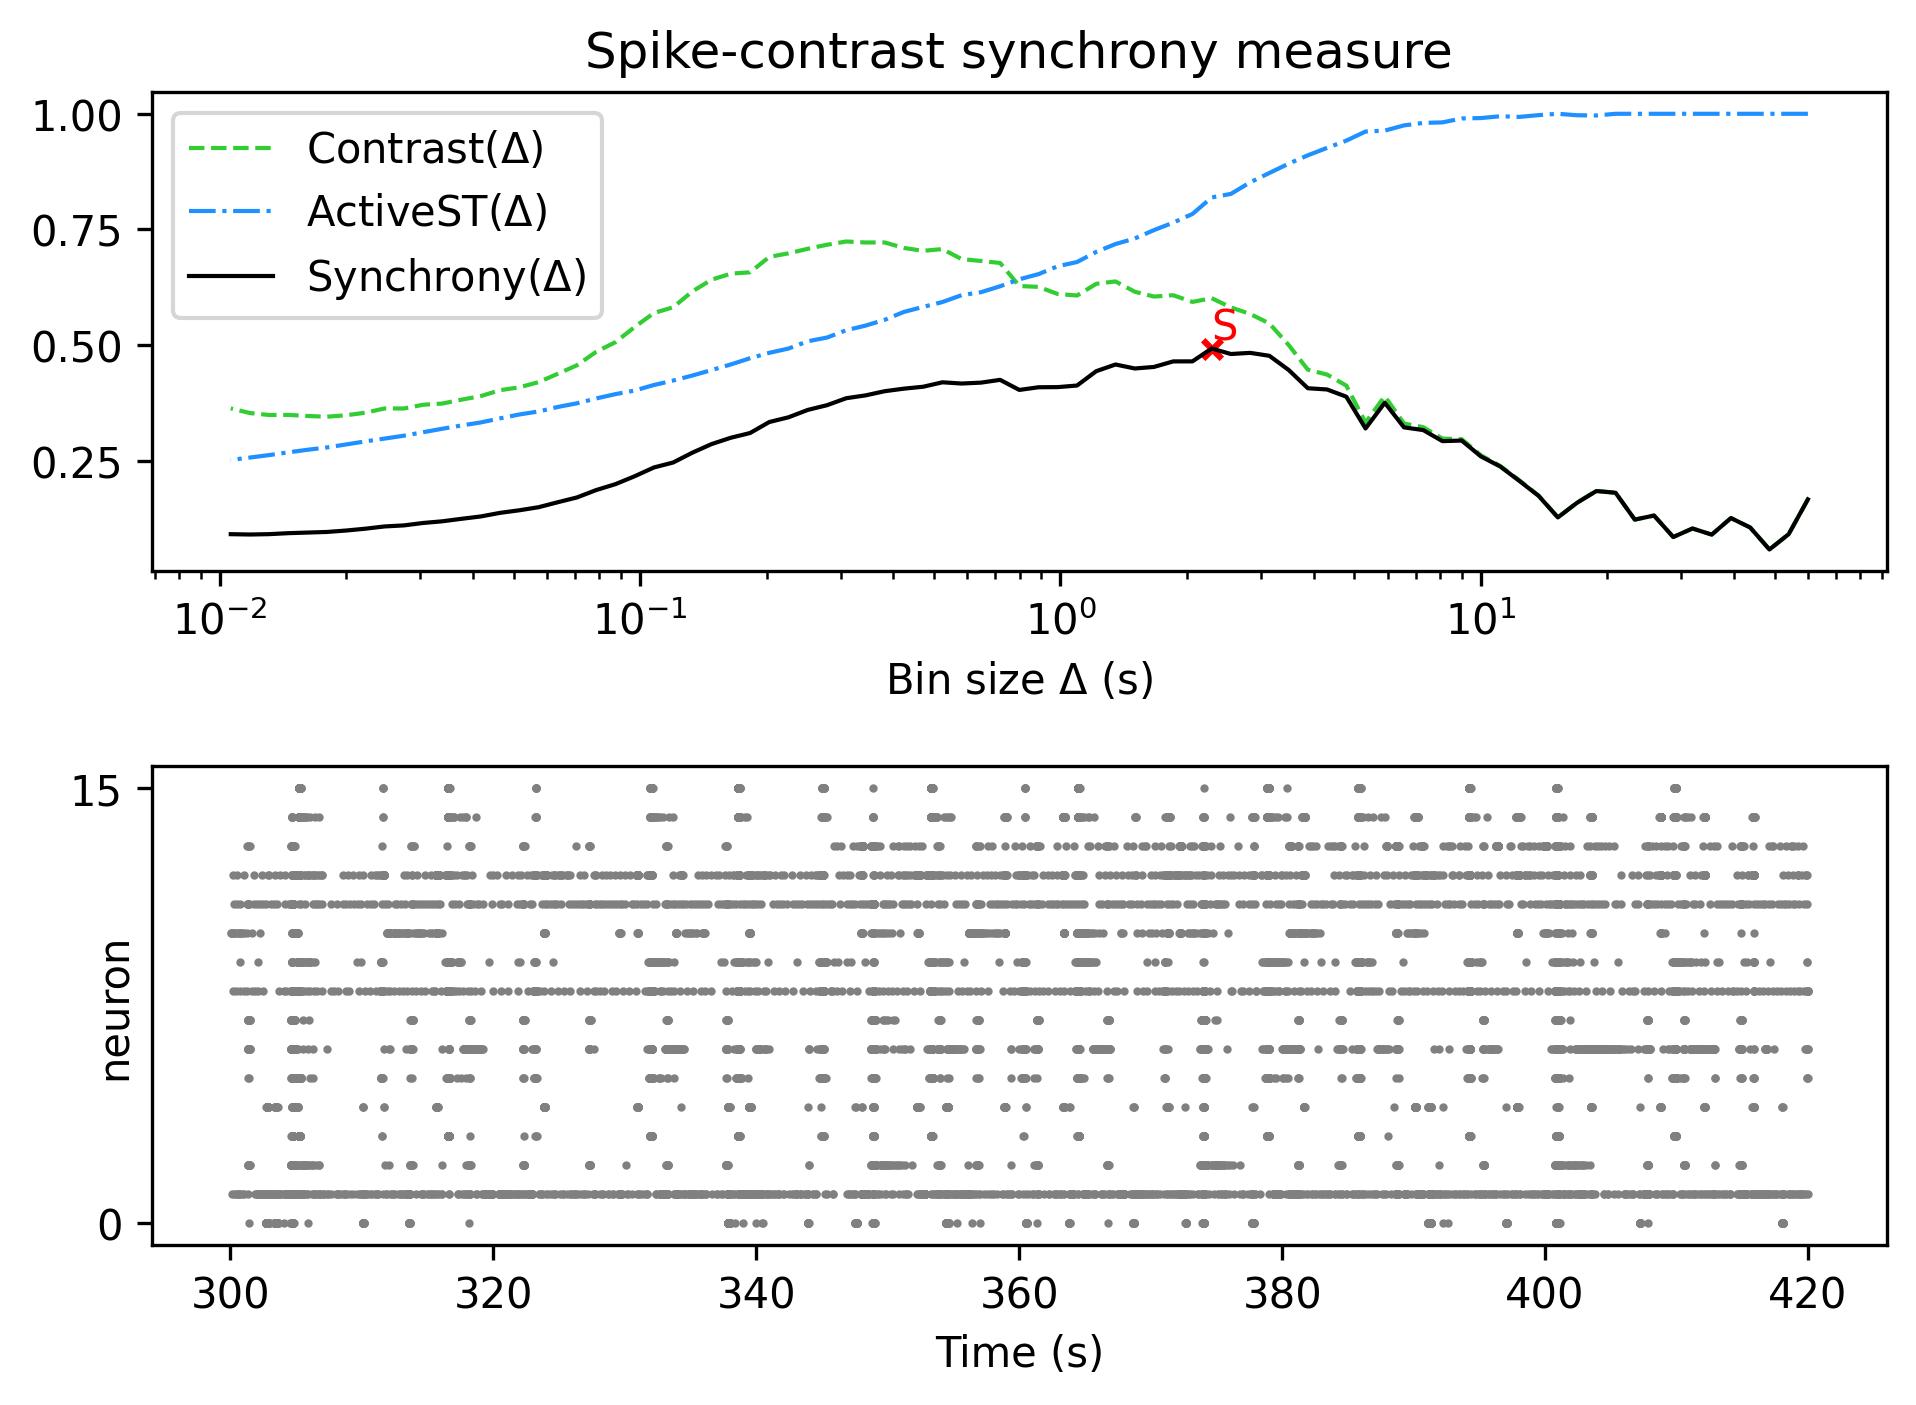 Spike-contrast synchrony measure
1.00
0.75
0.50
0.25
Contrast(Δ)
ActiveST(Δ)
Synchrony(Δ)
S
10⁻² 10⁻¹ 10⁰ 10¹
Bin size Δ (s)
15
0
neuron
300 320 340 360 380 400 420
Time (s)